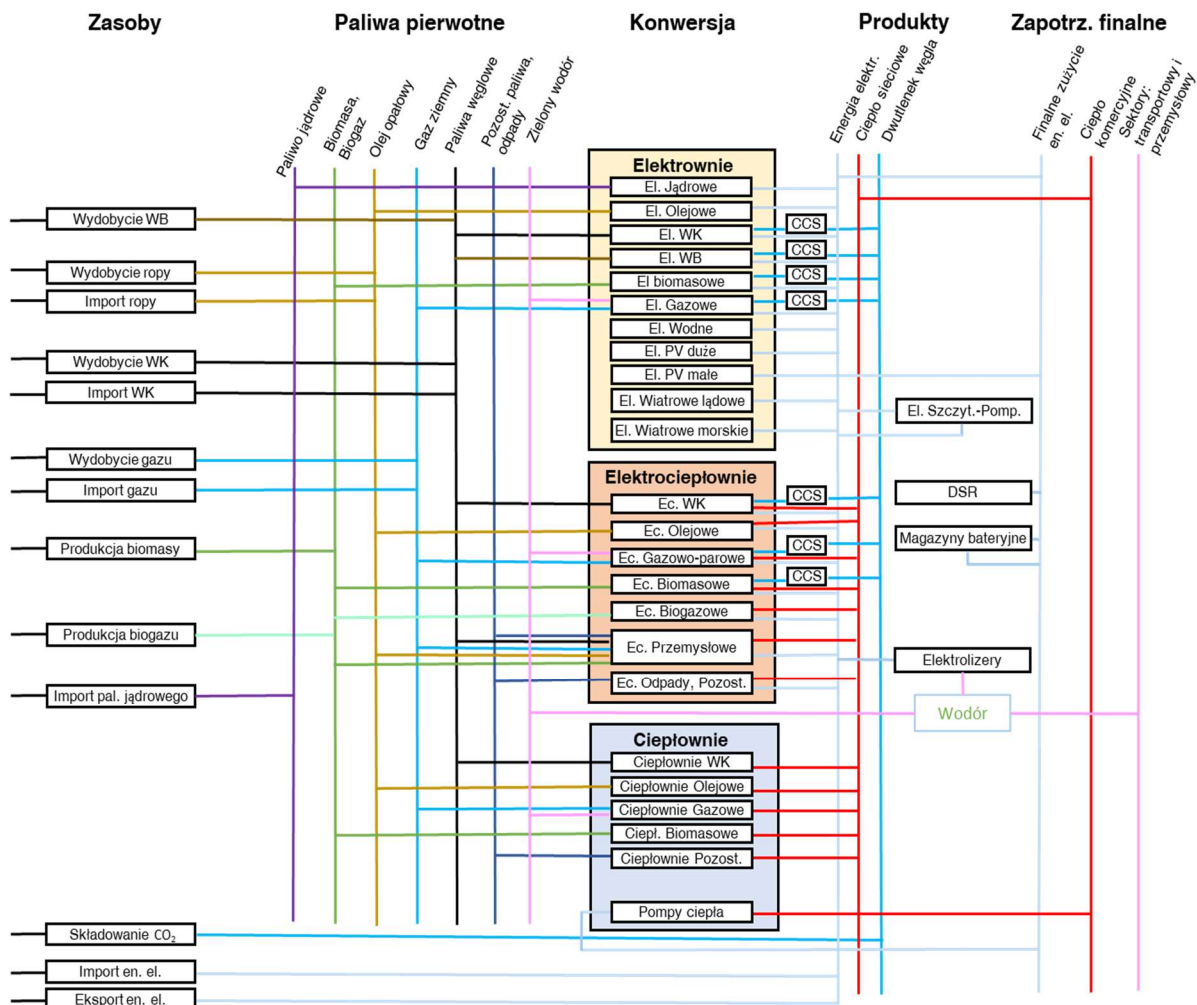 Zasoby
Paliwa pierwotne
Konwersja
Produkty
Zapotrz. finalne
Paliwo jądrowe
Biomasa,
Biogaz
Olej opałowy
Gaz ziemny
Paliwa węglowe
Pozost. paliwa,
odpady
Zielony wodór
Energia elektr.
Ciepło sieciowe
Dwutlenek węgla
Finalne zużycie
en. el.
Ciepło
komercyjne
Sektory:
transportowy i
przemysłowy
Wydobycie WB
Wydobycie ropy
Import ropy
Wydobycie WK
Import WK
Wydobycie gazu
Import gazu
Produkcja biomasy
Produkcja biogazu
Import pal. jądrowego
Składowanie CO₂
Import en. el.
Eksport en. el.
Elektrownie
El. Jądrowe
El. Olejowe
El. WK
El. WB
El biomasowe
El. Gazowe
El. Wodne
El. PV duże
El. PV małe
El. Wiatrowe lądowe
El. Wiatrowe morskie
CCS
CCS
CCS
CCS
Elektrociepłownie
Ec. WK
Ec. Olejowe
Ec. Gazowo-parowe
Ec. Biomasowe
Ec. Biogazowe
Ec. Przemysłowe
Ec. Odpady, Pozost.
CCS
CCS
CCS
Ciepłownie
Ciepłownie WK
Ciepłownie Olejowe
Ciepłownie Gazowe
Ciepł. Biomasowe
Ciepłownie Pozost.
Pompy ciepła
El. Szczyt.-Pomp.
DSR
Magazyny bateryjne
Elektrolizery
Wodór